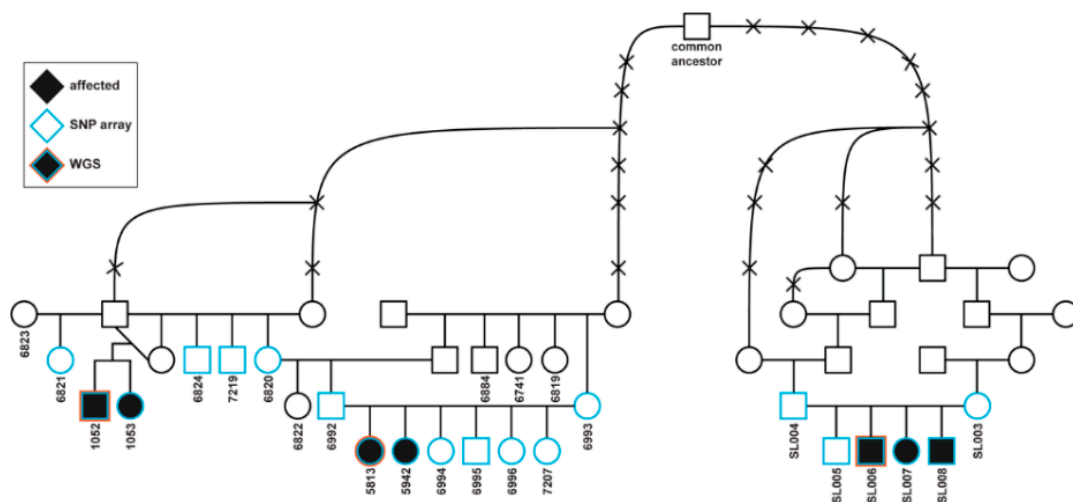 common
ancestor
affected
SNP array
WGS
6823
6821
1052
1053
6824
7219
6820
6822
6992
5813
5942
6884
6994
6741
6995
6819
6996
7207
6993
SL004
SL005
SL006
SL007
SL008
SL003